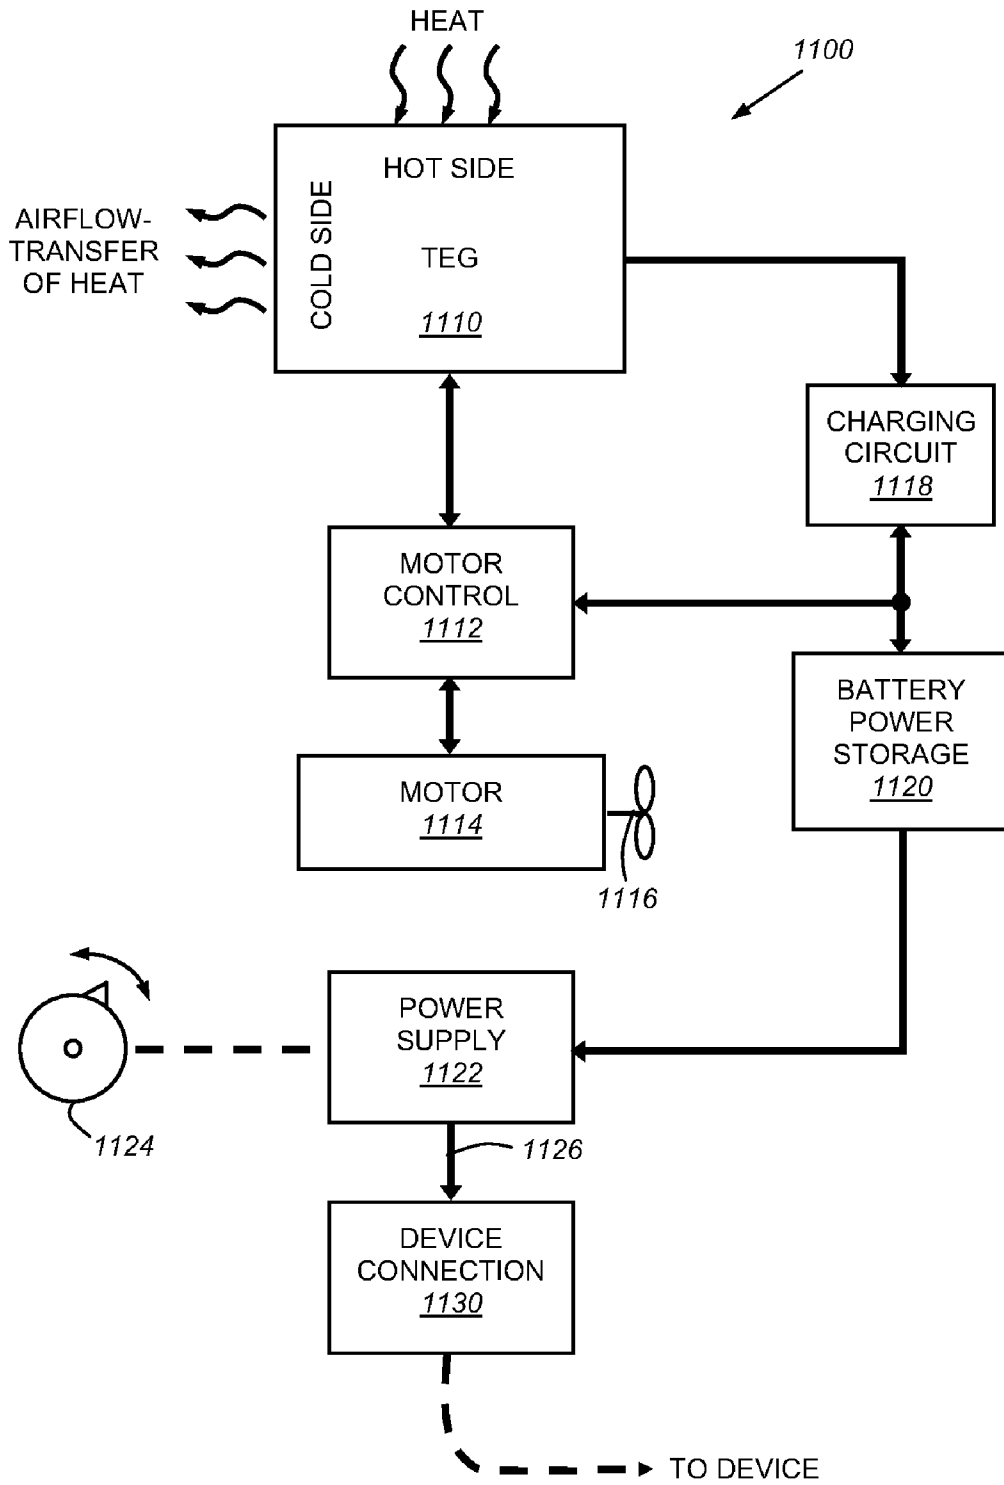 HEAT
1100
HOT SIDE
COLD SIDE
AIRFLOW-
TRANSFER
OF HEAT
TEG
1110
CHARGING
CIRCUIT
1118
MOTOR
CONTROL
1112
BATTERY
POWER
STORAGE
1120
MOTOR
1114
1116
POWER
SUPPLY
1122
1124
1126
DEVICE
CONNECTION
1130
TO DEVICE